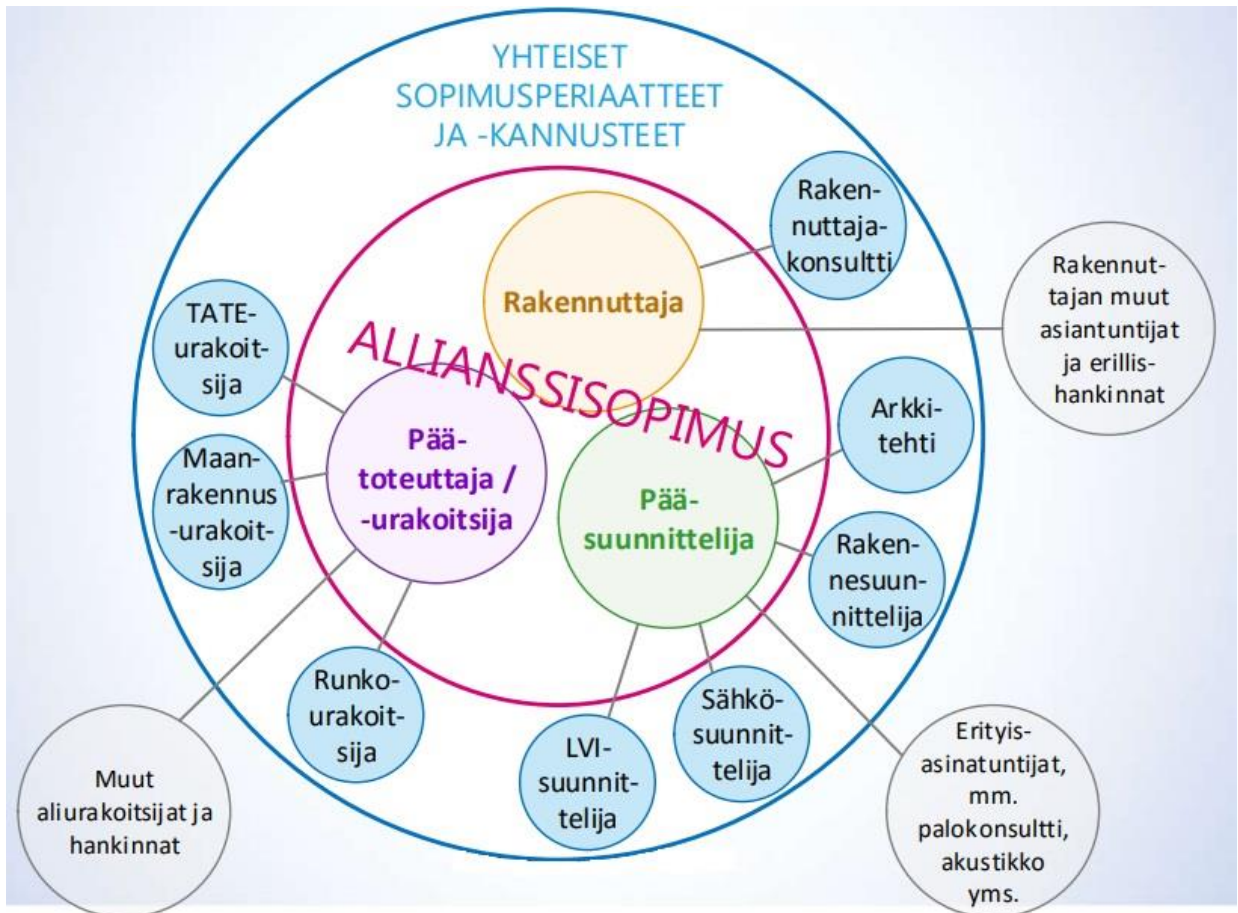 YHTEISET
SOPIMUSPERIAATTEET
JA -KANNUSTEET
Raken-
nuttaja-
konsultti
Rakennut-
tajan muut
asiantuntijat
ja erillis-
hankinnat
Rakennuttaja
TATE-
urakoit-
sija
ALLIANSSISOPIMUS
Arkki-
tehti
Pää-
toteuttaja /
-urakoitsija
Maan-
rakennus
-urakoit-
sija
Pää-
suunnittelija
Raken-
nesuun-
nittelija
Runko-
urakoit-
sija
Sähkö-
suunnit-
telija
LVI-
suunnit-
telija
Muut
aliurakoitsijat ja
hankinnat
Erityis-
asinatuntijat,
mm.
palokonsultti,
akustikko
yms.